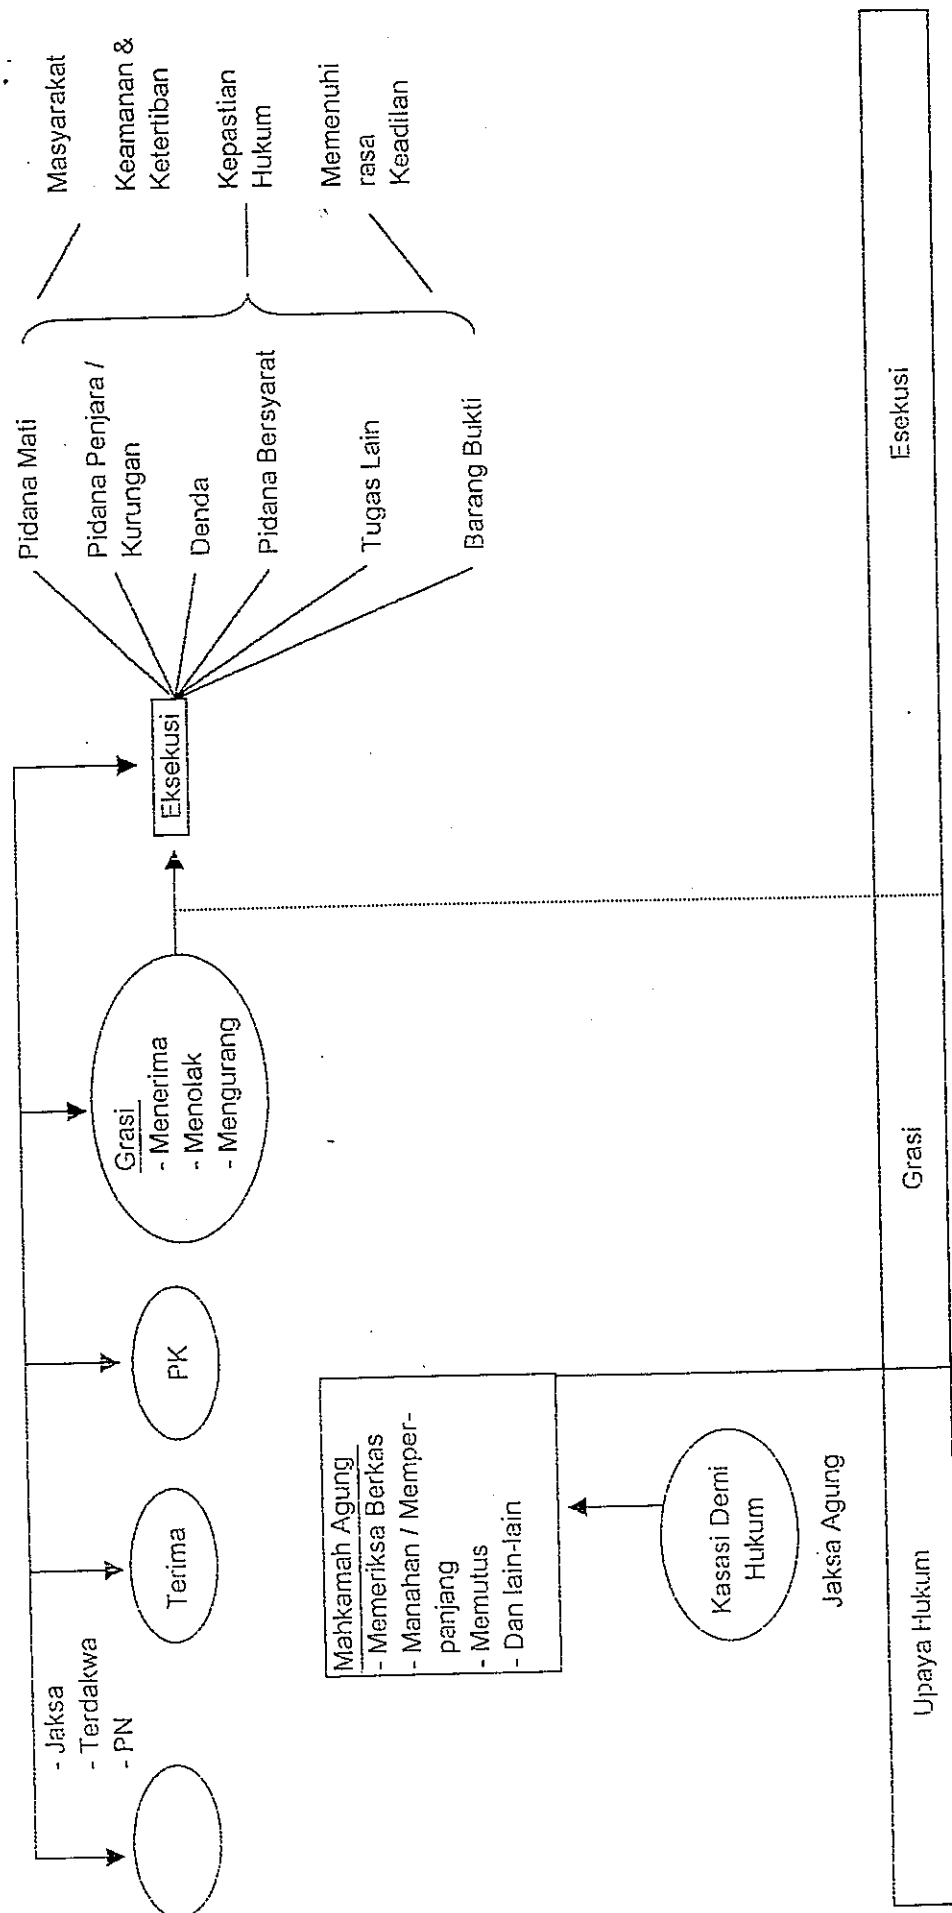 - Jaksa
- Terdakwa
- PN
Terima
PK
Grasi
- Menerima
- Menolak
- Mengurang
Eksekusi
Pidana Mati
Pidana Penjara /
Kurungan
Denda
Pidana Bersyarat
Tugas Lain
Barang Bukti
Masyarakat
Keamanan &
Ketertiban
Kepastian
Hukum
Memenuhi
rasa
Keadilan
Mahkamah Agung
- Memeriksa Berkas
- Manahan / Memper-
panjang
- Memutus
- Dan lain-lain
Kasasi Demi
Hukum
Jaksa Agung
Upaya Hukum
Grasi
Esekusi